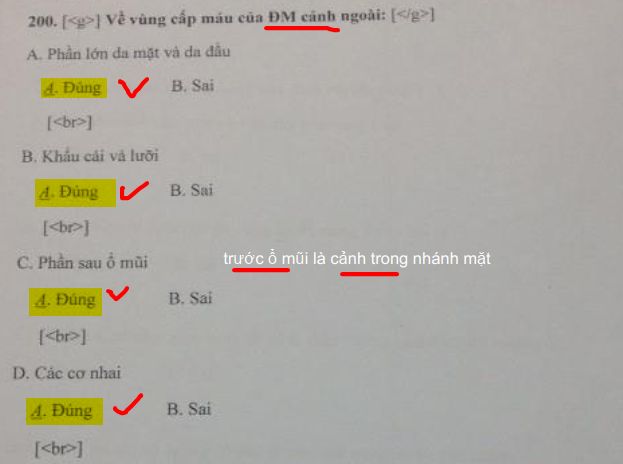 200. [<g>] Về vùng cấp máu của ĐM cảnh ngoài: [</g>]
A. Phần lớn da mặt và da đầu
A. Đúng B. Sai
[<br>]
B. Khẩu cái và lưỡi
A. Đúng B. Sai
[<br>]
C. Phần sau ổ mũi trước ổ mũi là cảnh trong nhánh mặt
A. Đúng B. Sai
[<br>]
D. Các cơ nhai
A. Đúng B. Sai
[<br>]